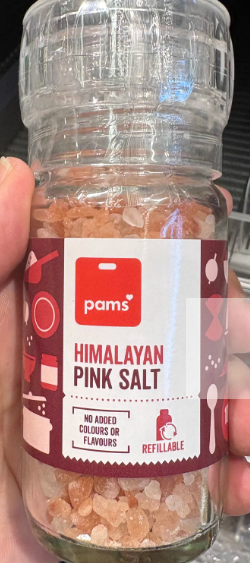 pams
HIMALAYAN
PINK SALT
NO ADDED
COLOURS OR
FLAVOURS
REFILLABLE